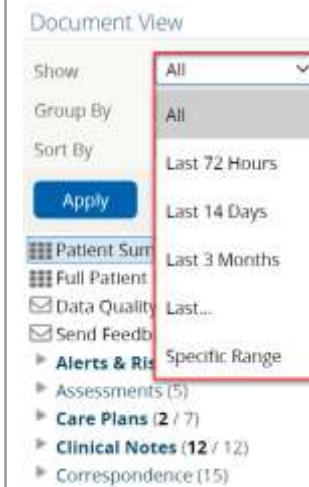 Document View
Show All
Group By All
Sort By
Last 72 Hours
Apply
Last 14 Days
Patient Sum
Last 3 Months
Full Patient
Data Quality Last...
Send Feedb
Specific Range
Alerts & Ris
Assessments (5)
Care Plans (2 / 7)
Clinical Notes (12 / 12)
Correspondence (15)